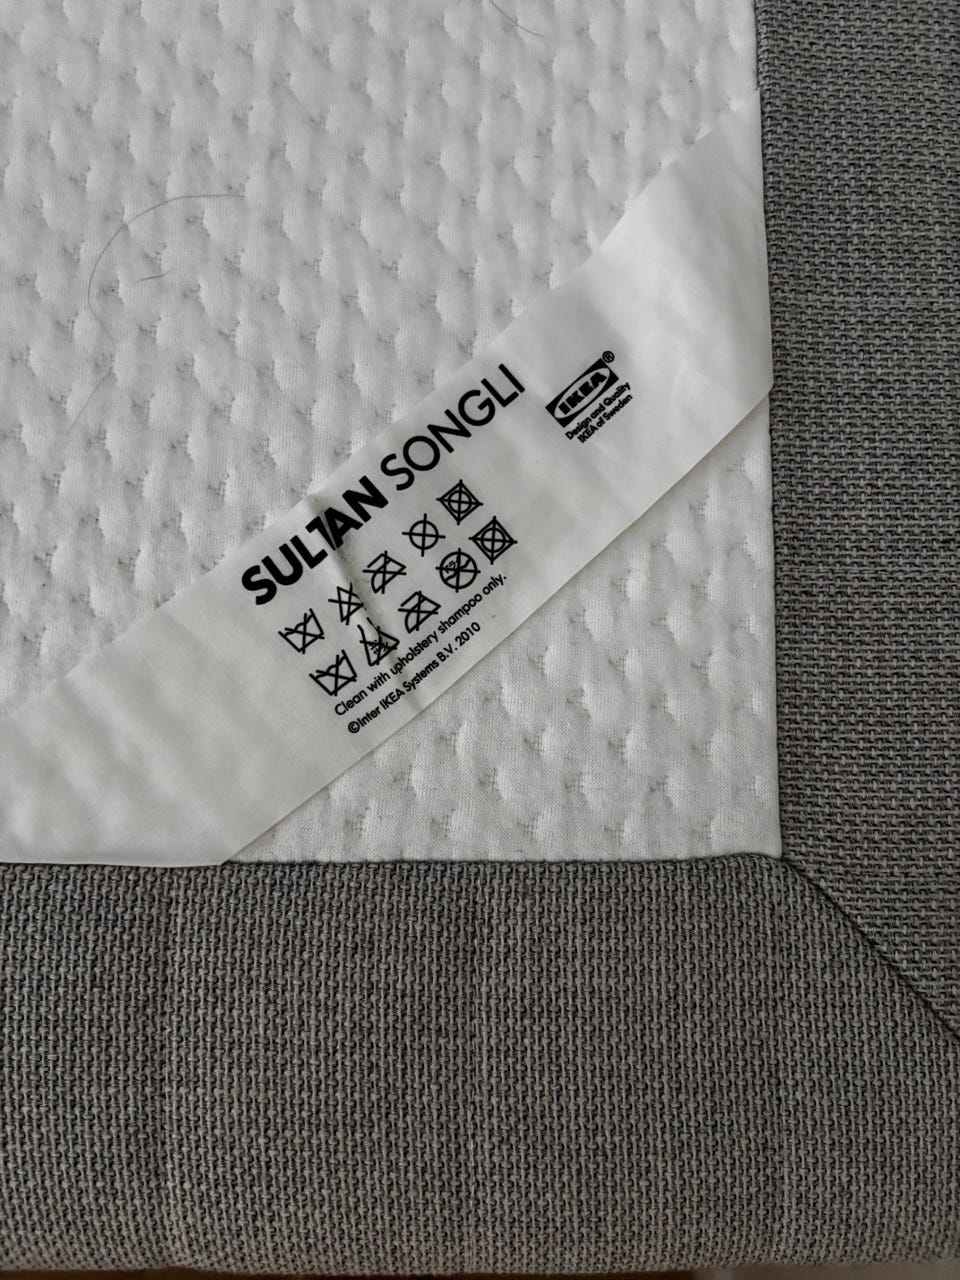 SULTAN SONGLI
IKEA®
Design and Quality
IKEA of Sweden
Clean with upholstery shampoo only.
©Inter IKEA Systems B.V. 2010